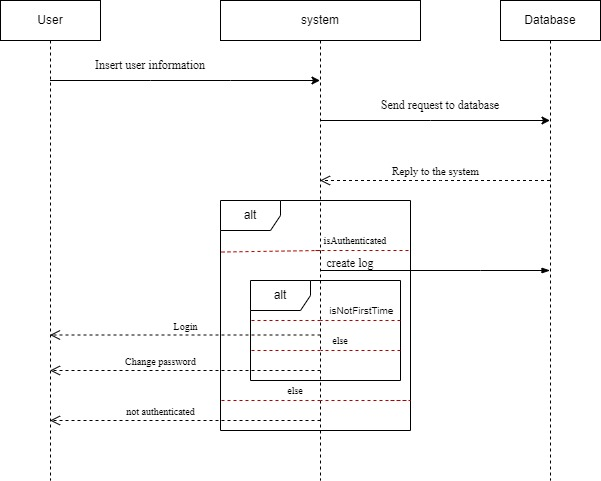 User
system
Database
Insert user information
Send request to database
Reply to the system
alt
isAuthenticated
create log
alt
isNotFirstTime
Login
else
Change password
else
not authenticated